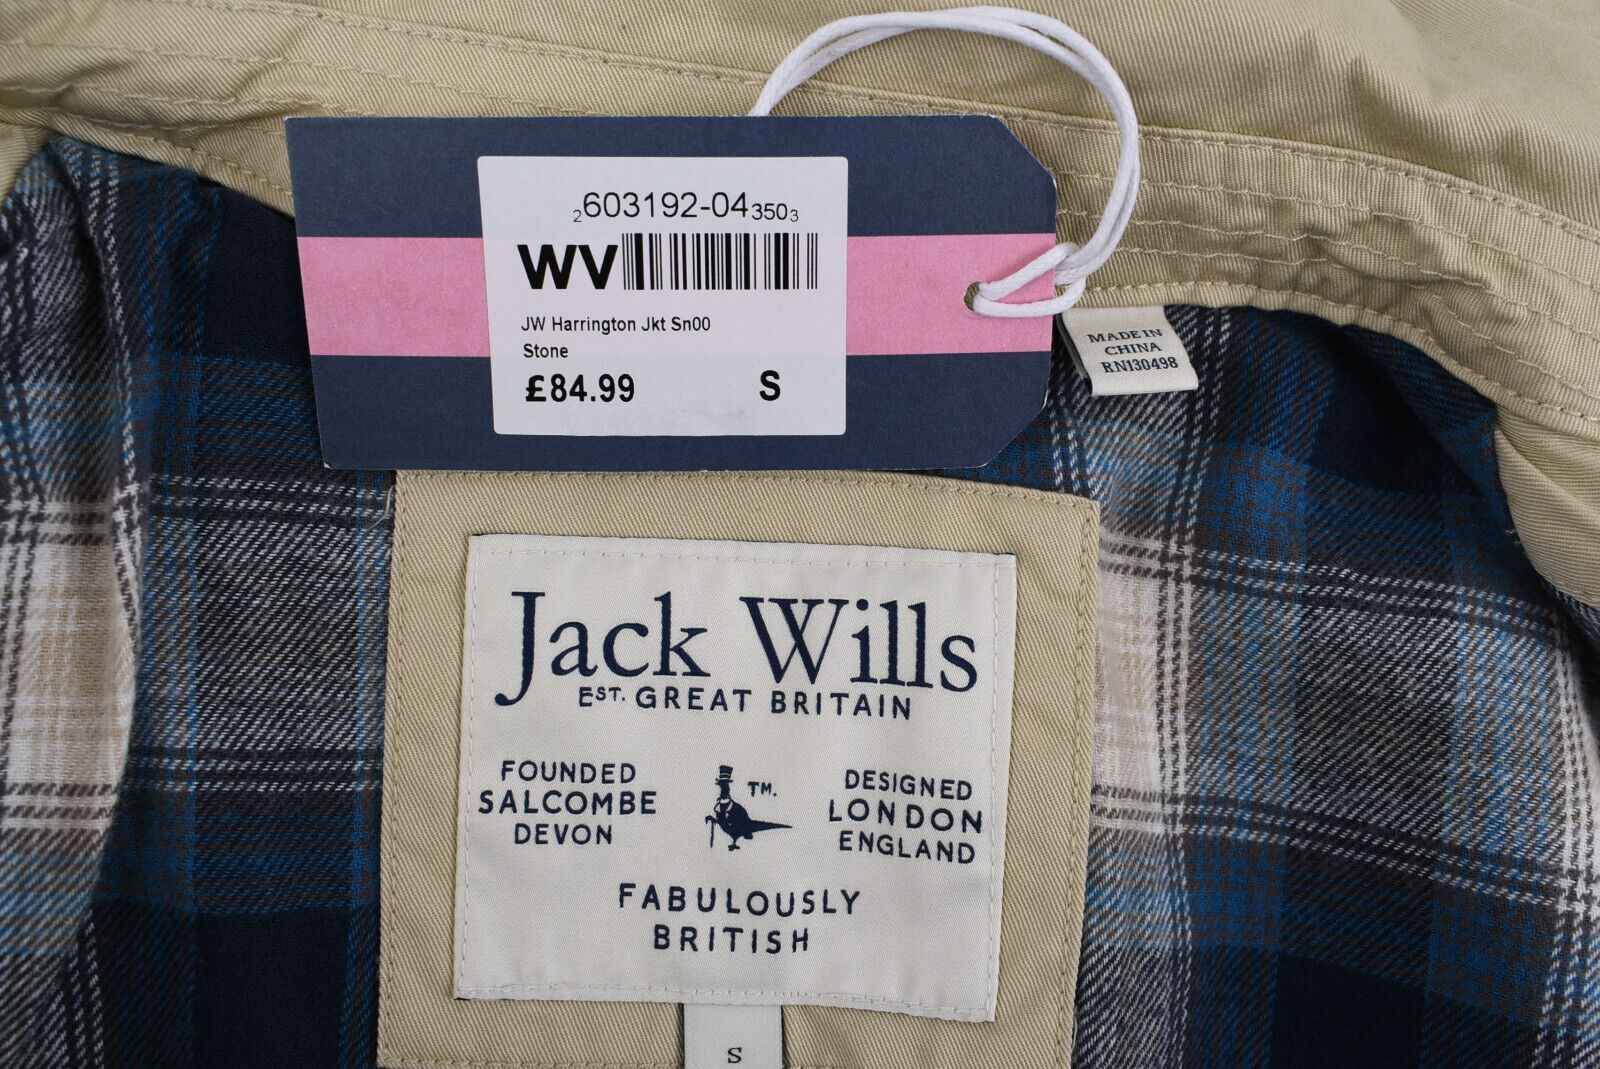 2603192-043503
WV
JW Harrington Jkt Sn00
Stone
£84.99 S
MADE IN
CHINA
RN130498
Jack Wills
EST. GREAT BRITAIN
FOUNDED
SALCOMBE
DEVON
TM.
DESIGNED
LONDON
ENGLAND
FABULOUSLY
BRITISH
S